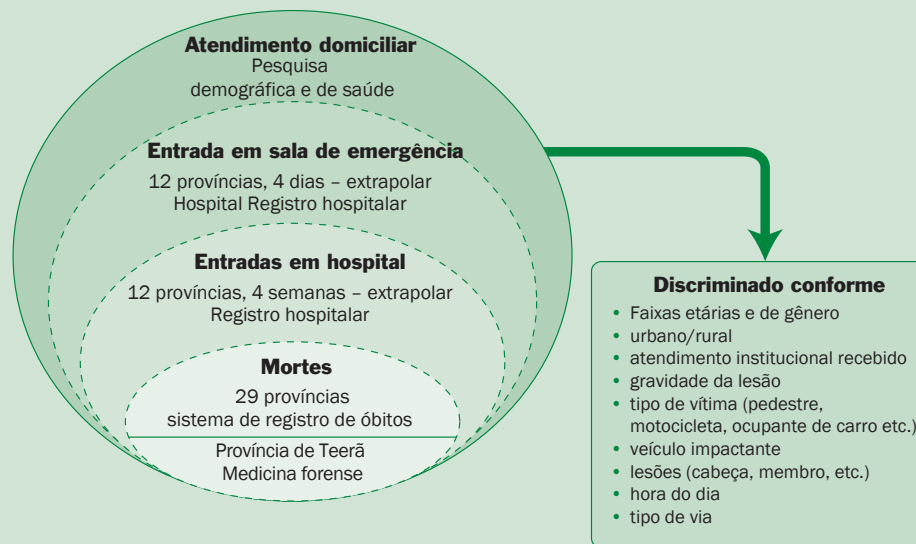 Atendimento domiciliar
Pesquisa
demográfica e de saúde
Entrada em sala de emergência
12 províncias, 4 dias – extrapolar
Hospital Registro hospitalar
Entradas em hospital
12 províncias, 4 semanas – extrapolar
Registro hospitalar
Mortes
29 províncias
sistema de registro de óbitos
Província de Teerã
Medicina forense
Discriminado conforme
• Faixas etárias e de gênero
• urbano/rural
• atendimento institucional recebido
• gravidade da lesão
• tipo de vítima (pedestre,
motocicleta, ocupante de carro etc.)
• veículo impactante
• lesões (cabeça, membro, etc.)
• hora do dia
• tipo de via